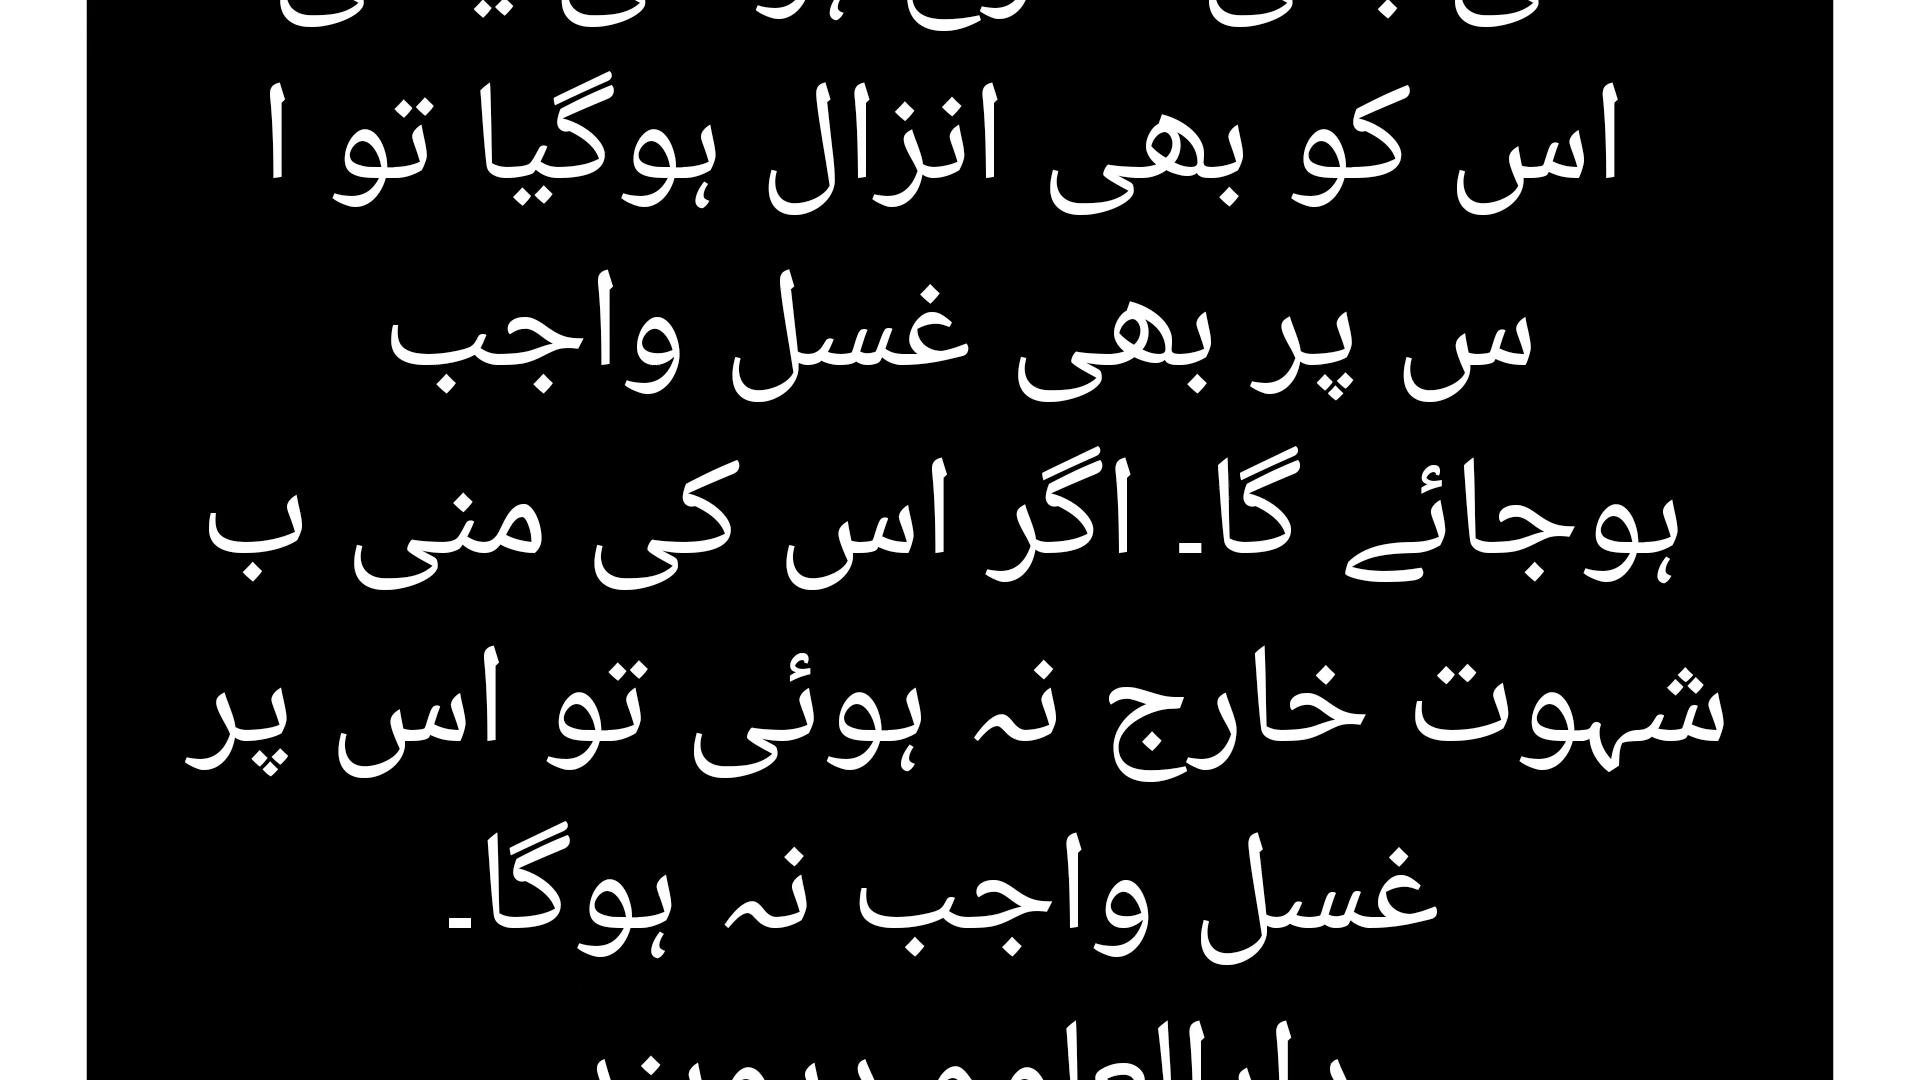 اس کو بھی انزال ہوگیا تو ا
س پر بھی غسل واجب
ہوجائے گا۔ اگر اس کی منی ب
شہوت خارج نہ ہوئی تو اس پر
غسل واجب نہ ہوگا۔